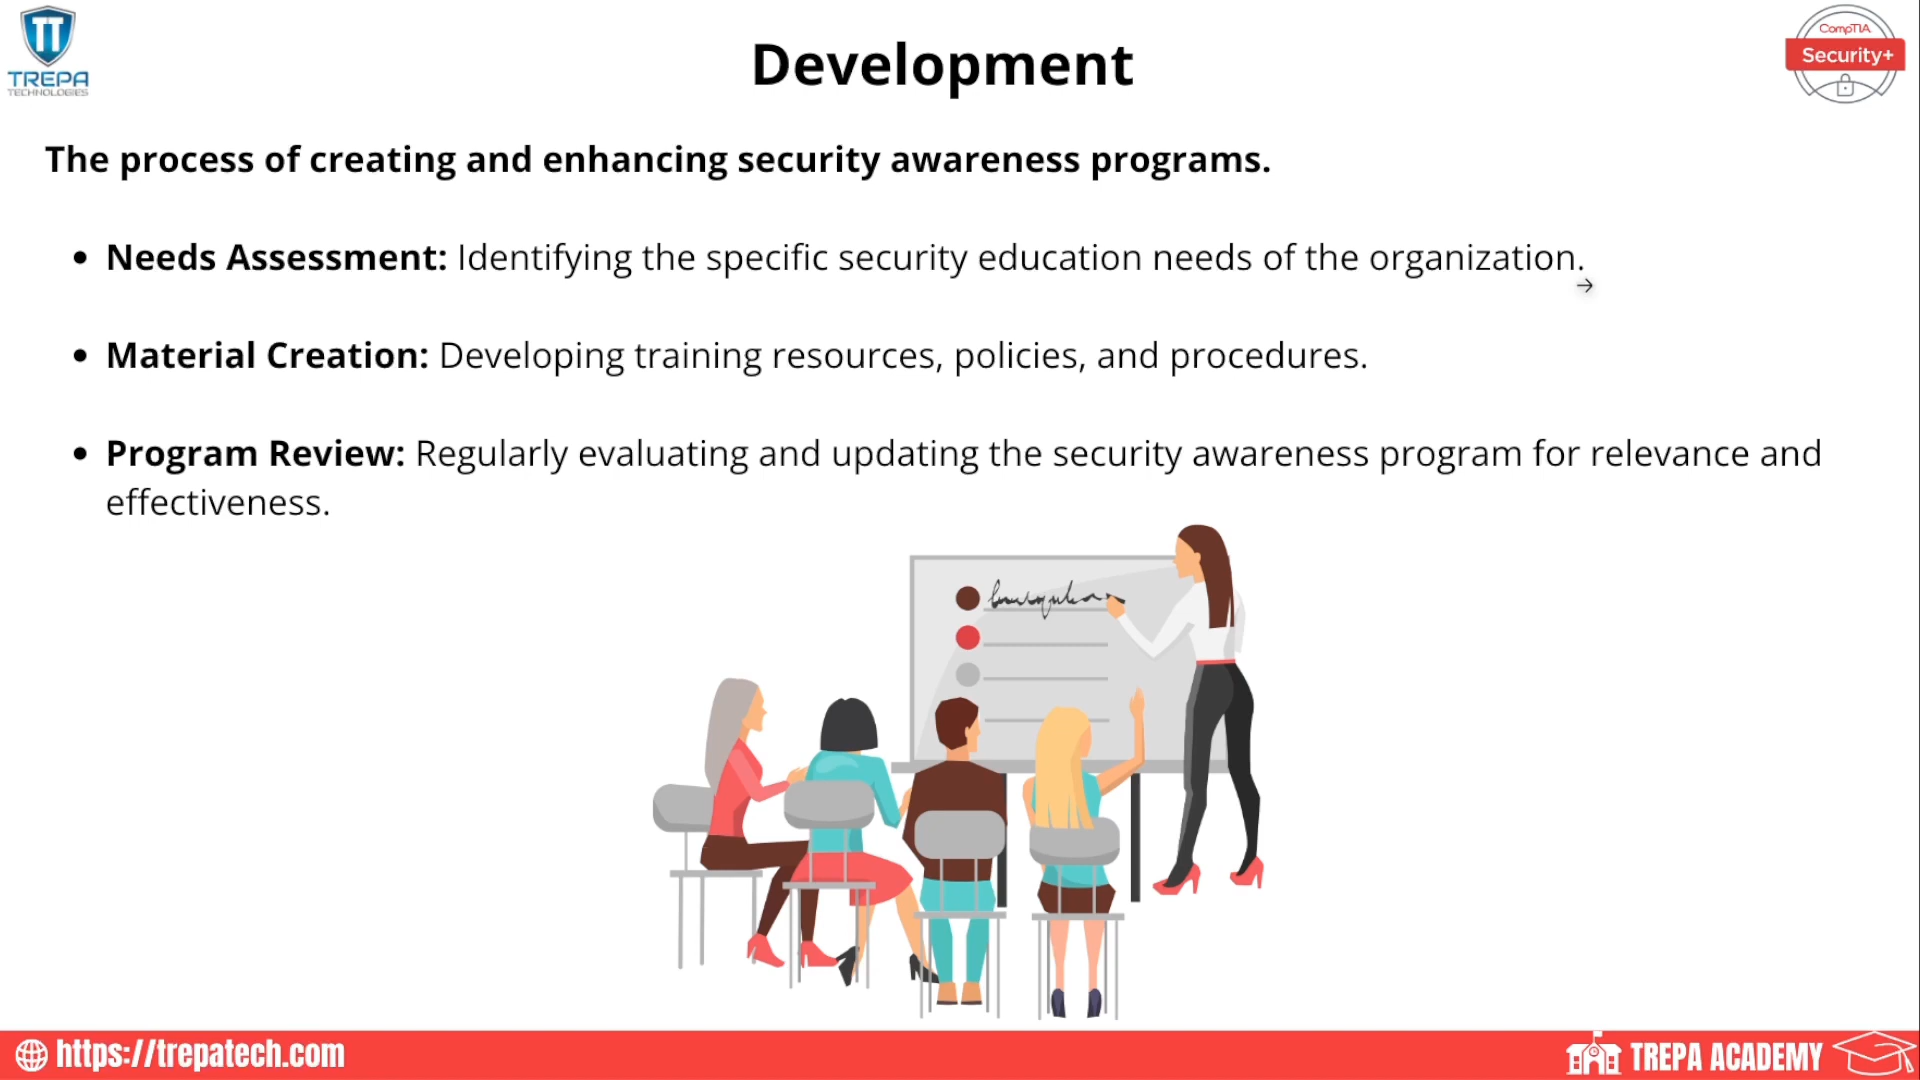 TT
TREPA
TECHNOLOGIES
Development
CompTIA
Security+
The process of creating and enhancing security awareness programs.
• Needs Assessment: Identifying the specific security education needs of the organization.
• Material Creation: Developing training resources, policies, and procedures.
• Program Review: Regularly evaluating and updating the security awareness program for relevance and
effectiveness.
https://trepatech.com
TREPA ACADEMY